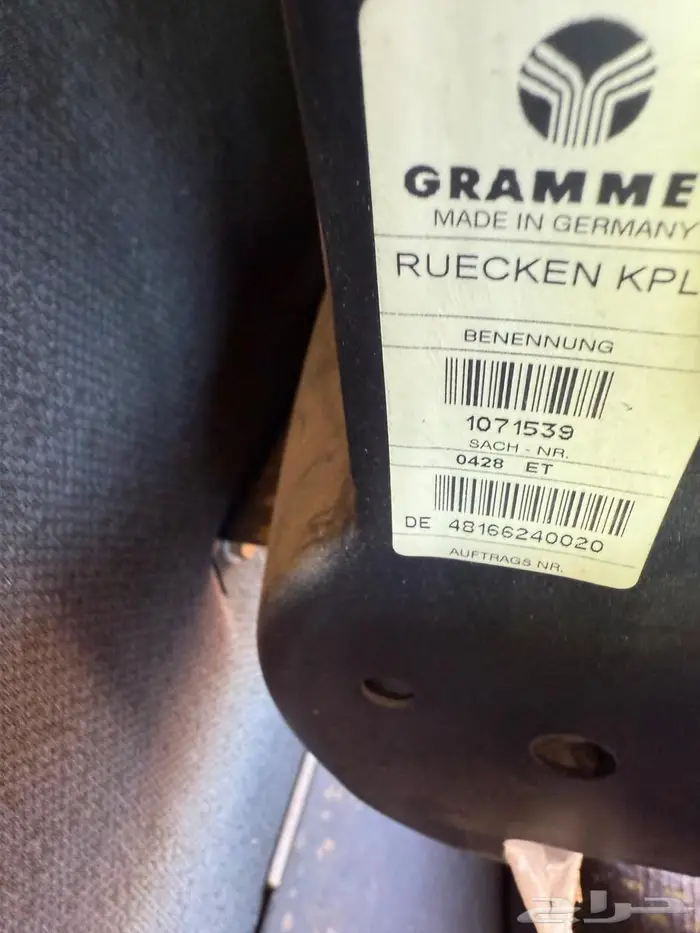 GRAMME
MADE IN GERMANY
RUECKEN KPL
BENENNUNG
1071539
SACH - NR.
0428 ET
DE 48166240020
AUFTRAGS NR.
حراج